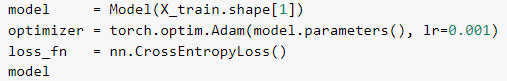 model     = Model(X_train.shape[1])
optimizer = torch.optim.Adam(model.parameters(), lr=0.001)
loss_fn   = nn.CrossEntropyLoss()
model